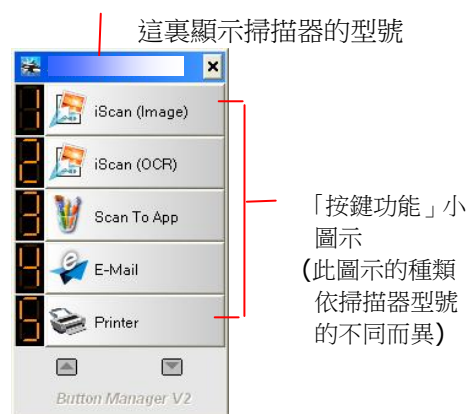 這裏顯示掃描器的型號
1 iScan (Image)
2 iScan (OCR)
3 Scan To App
4 E-Mail
5 Printer
Button Manager V2
「按鍵功能」小
圖示
(此圖示的種類
依掃描器型號
的不同而異)